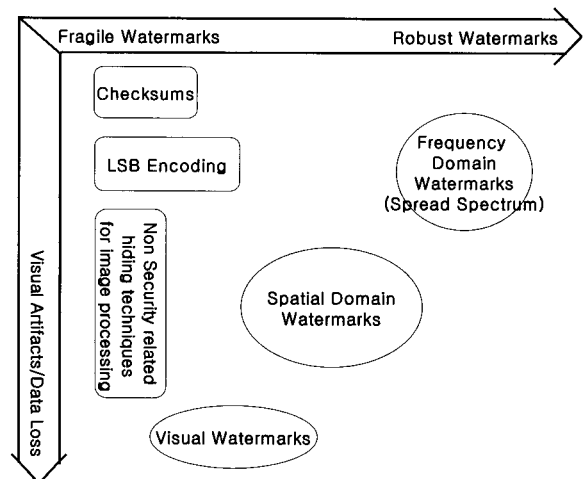 Fragile Watermarks
Robust Watermarks
Checksums
LSB Encoding
Frequency
Domain
Watermarks
(Spread Spectrum)
Non Security related
hiding techniques
for image processing
Spatial Domain
Watermarks
Visual Watermarks
Visual Artifacts/Data Loss